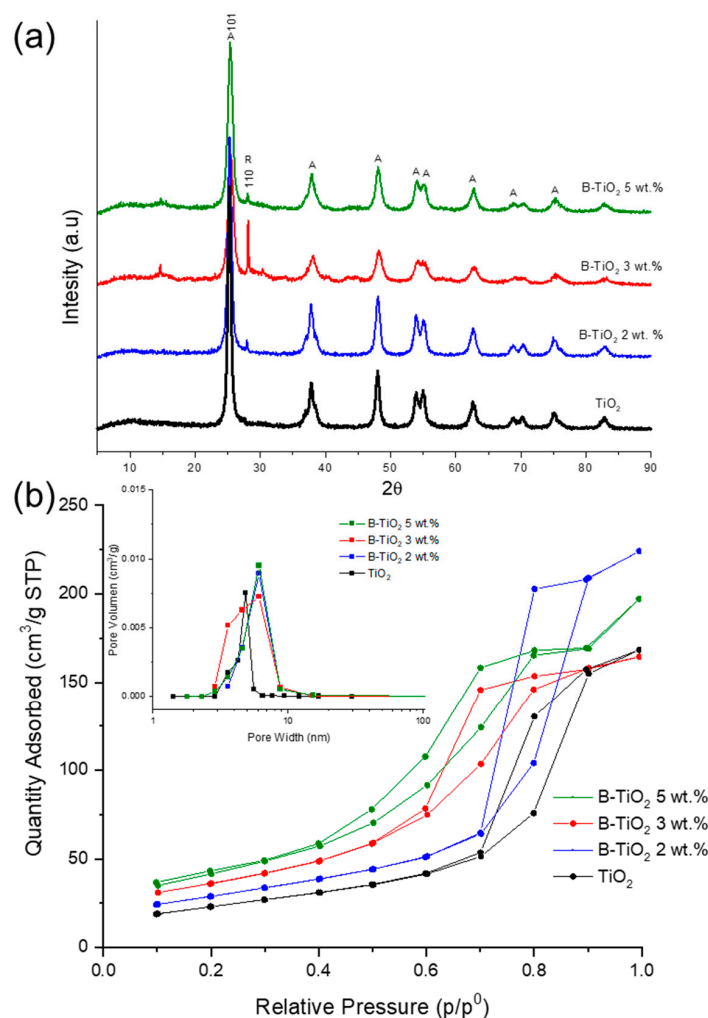 (a)
A101
R
110
A
A
A
A
A
A
A
B-TiO₂ 5 wt.%
B-TiO₂ 3 wt.%
B-TiO₂ 2 wt. %
TiO₂
Intesity (a.u)
5 10 20 30 40 50 60 70 80 90
2θ
(b)
250
200
150
100
50
0
Quantity Adsorbed (cm³/g STP)
0.015
0.010
0.005
0.000
Pore Volumen (cm³/g)
B-TiO₂ 5 wt.%
B-TiO₂ 3 wt.%
B-TiO₂ 2 wt.%
TiO₂
1 10 100
Pore Width (nm)
B-TiO₂ 5 wt.%
B-TiO₂ 3 wt.%
B-TiO₂ 2 wt.%
TiO₂
0.0 0.2 0.4 0.6 0.8 1.0
Relative Pressure (p/p⁰)